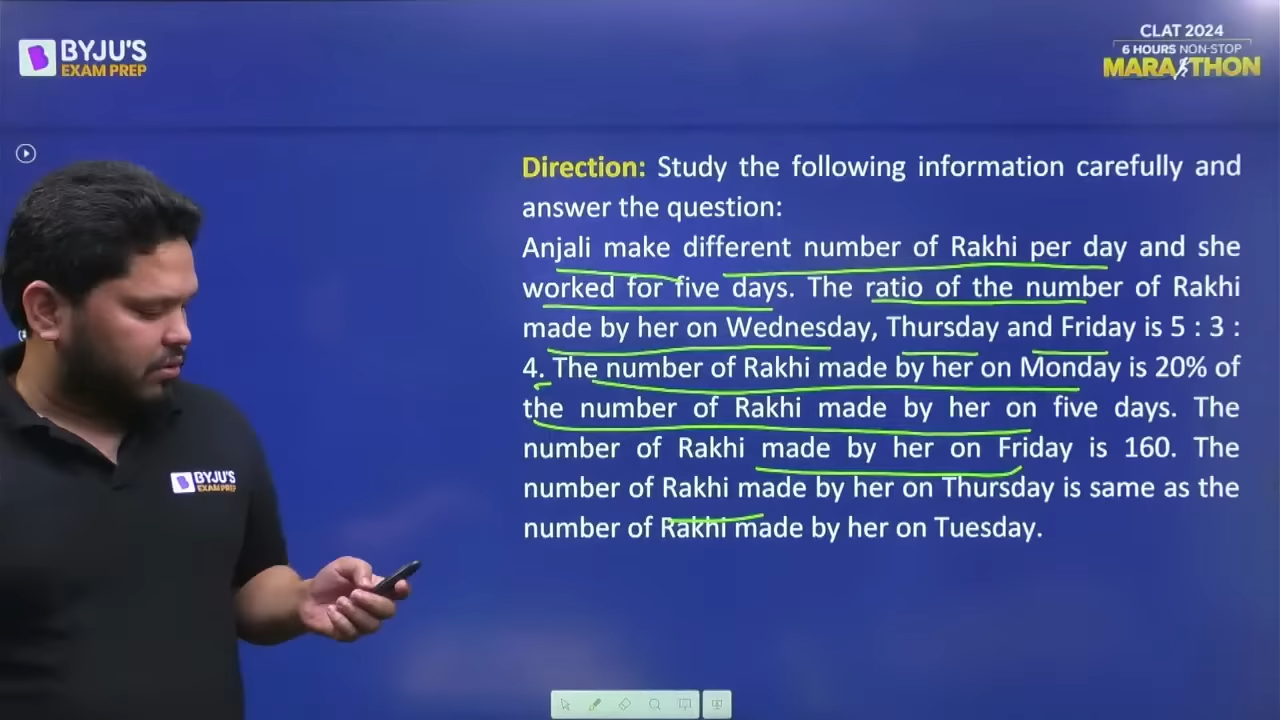 BYJU'S
EXAM PREP
CLAT 2024
6 HOURS NON-STOP
MARATHON
Direction: Study the following information carefully and
answer the question:
Anjali make different number of Rakhi per day and she
worked for five days. The ratio of the number of Rakhi
made by her on Wednesday, Thursday and Friday is 5 : 3 :
4. The number of Rakhi made by her on Monday is 20% of
the number of Rakhi made by her on five days. The
number of Rakhi made by her on Friday is 160. The
number of Rakhi made by her on Thursday is same as the
number of Rakhi made by her on Tuesday.
BYJU'S
EXAM PREP